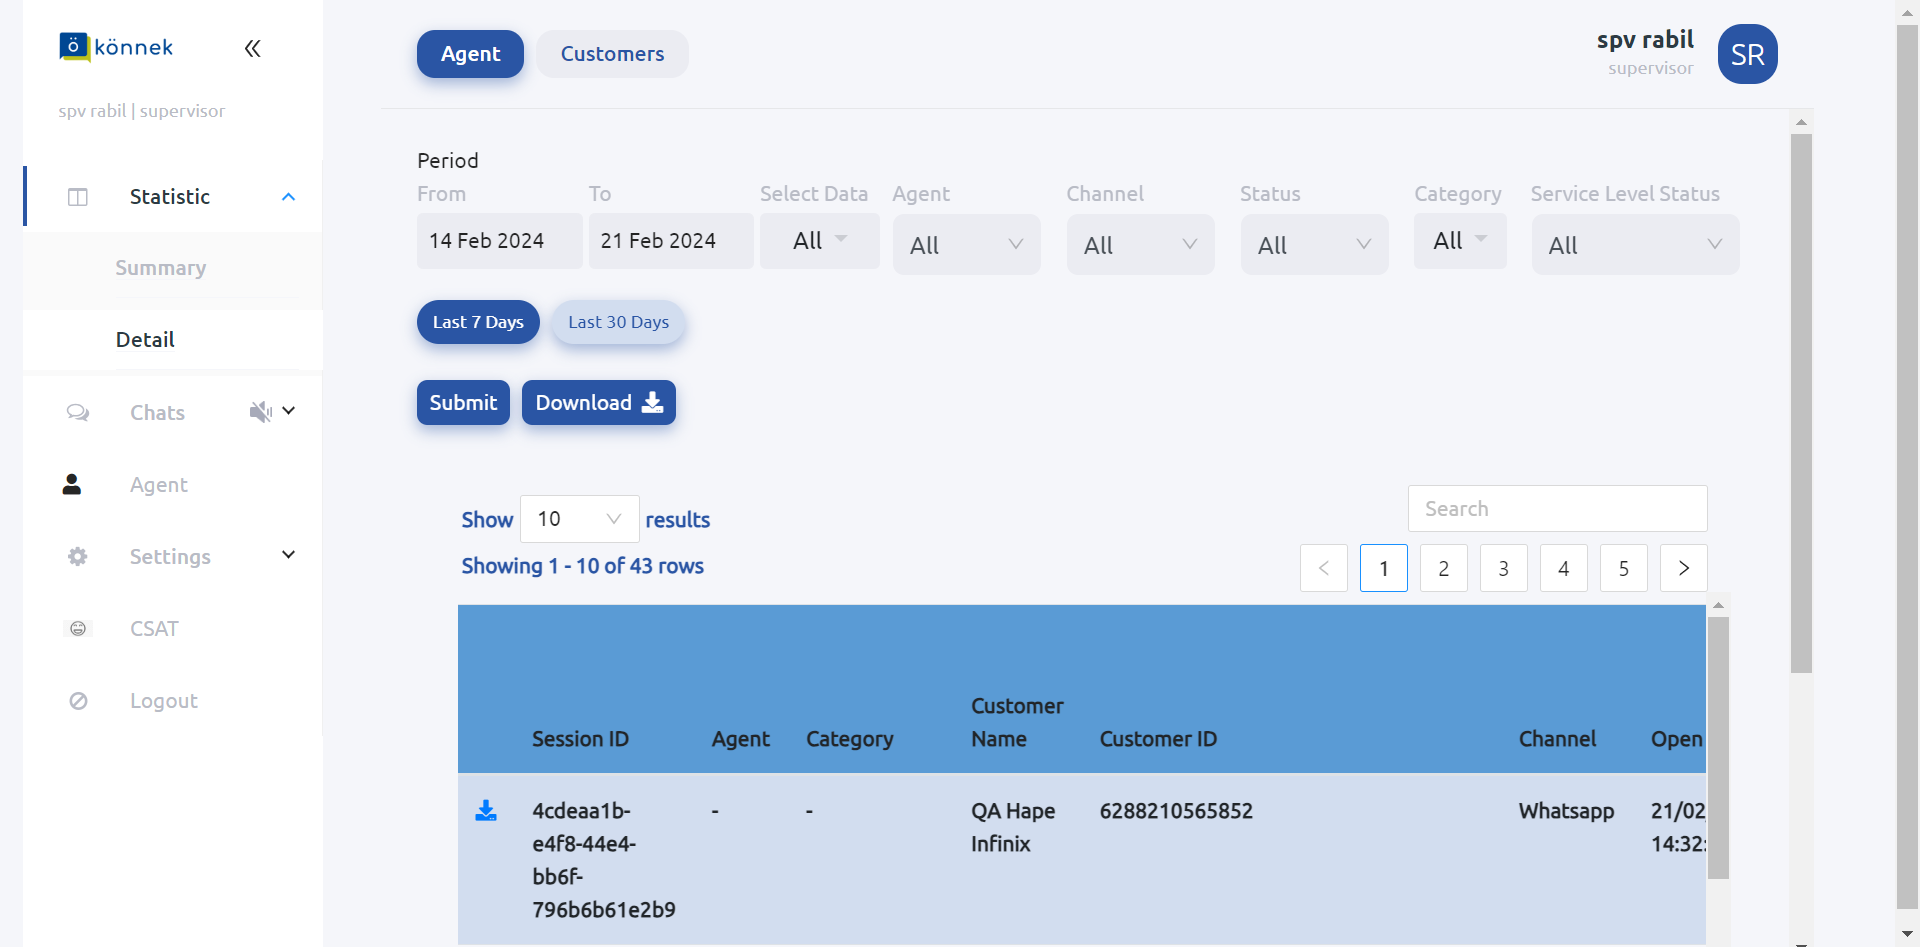 ö könnek
spv rabil | supervisor
Statistic
Summary
Detail
Chats
Agent
Settings
CSAT
Logout
Agent Customers
spv rabil
supervisor
SR
Period
From To Select Data Agent Channel Status Category Service Level Status
14 Feb 2024 21 Feb 2024 All All All All All All
Last 7 Days Last 30 Days
Submit Download
Search
Show 10 results
Showing 1 - 10 of 43 rows
< 1 2 3 4 5 >
Session ID Agent Category Customer Name Customer ID Channel Open
4cdeaa1b- - - QA Hape 6288210565852 Whatsapp 21/02
e4f8-44e4- Infinix 14:32:
bb6f-
796b6b61e2b9